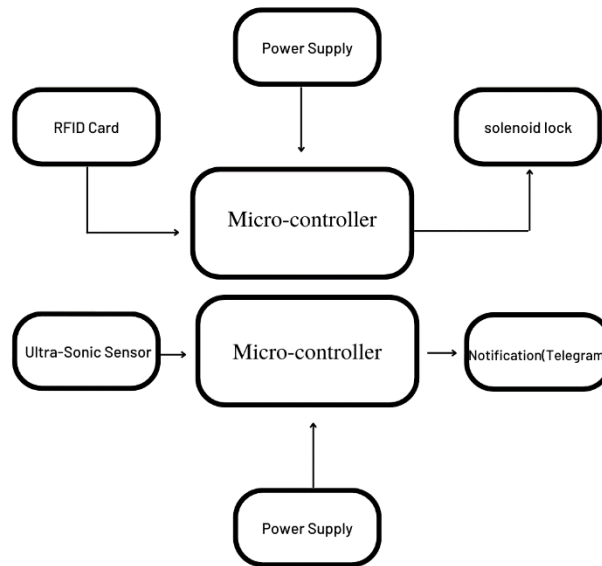 Power Supply
RFID Card
solenoid lock
Micro-controller
Ultra-Sonic Sensor
Micro-controller
Notification(Telegram
Power Supply